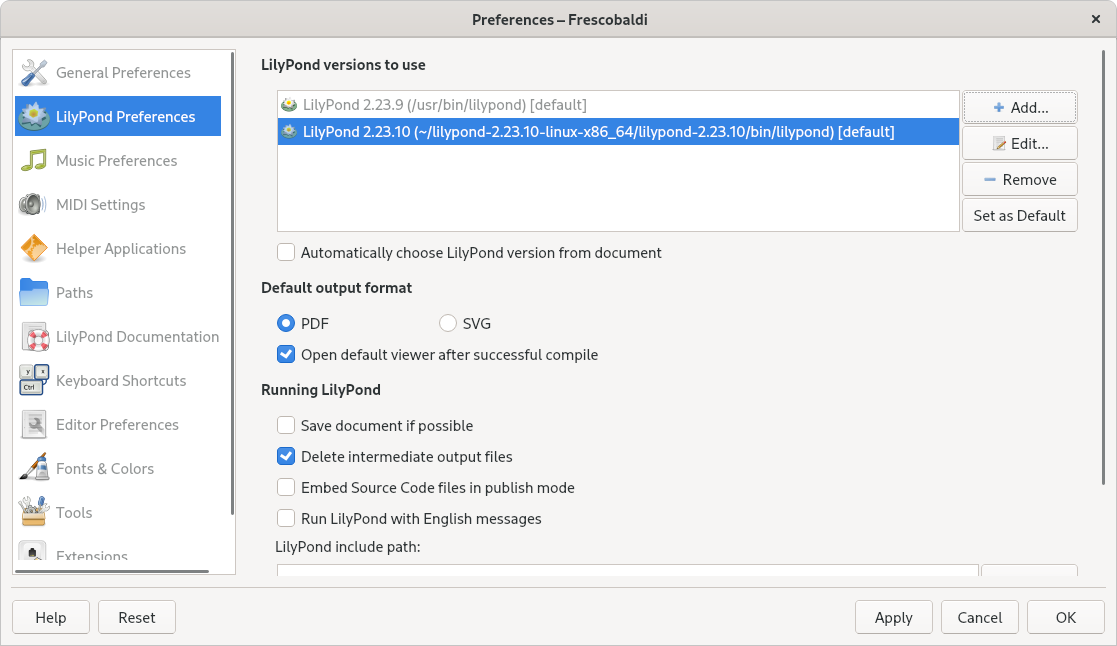 Preferences – Frescobaldi
General Preferences
LilyPond Preferences
Music Preferences
MIDI Settings
Helper Applications
Paths
LilyPond Documentation
Keyboard Shortcuts
Editor Preferences
Fonts & Colors
Tools
Extensions
LilyPond versions to use
LilyPond 2.23.9 (/usr/bin/lilypond) [default]
LilyPond 2.23.10 (~/lilypond-2.23.10-linux-x86_64/lilypond-2.23.10/bin/lilypond) [default]
Add...
Edit...
Remove
Set as Default
Automatically choose LilyPond version from document
Default output format
PDF SVG
Open default viewer after successful compile
Running LilyPond
Save document if possible
Delete intermediate output files
Embed Source Code files in publish mode
Run LilyPond with English messages
LilyPond include path:
Help Reset Apply Cancel OK